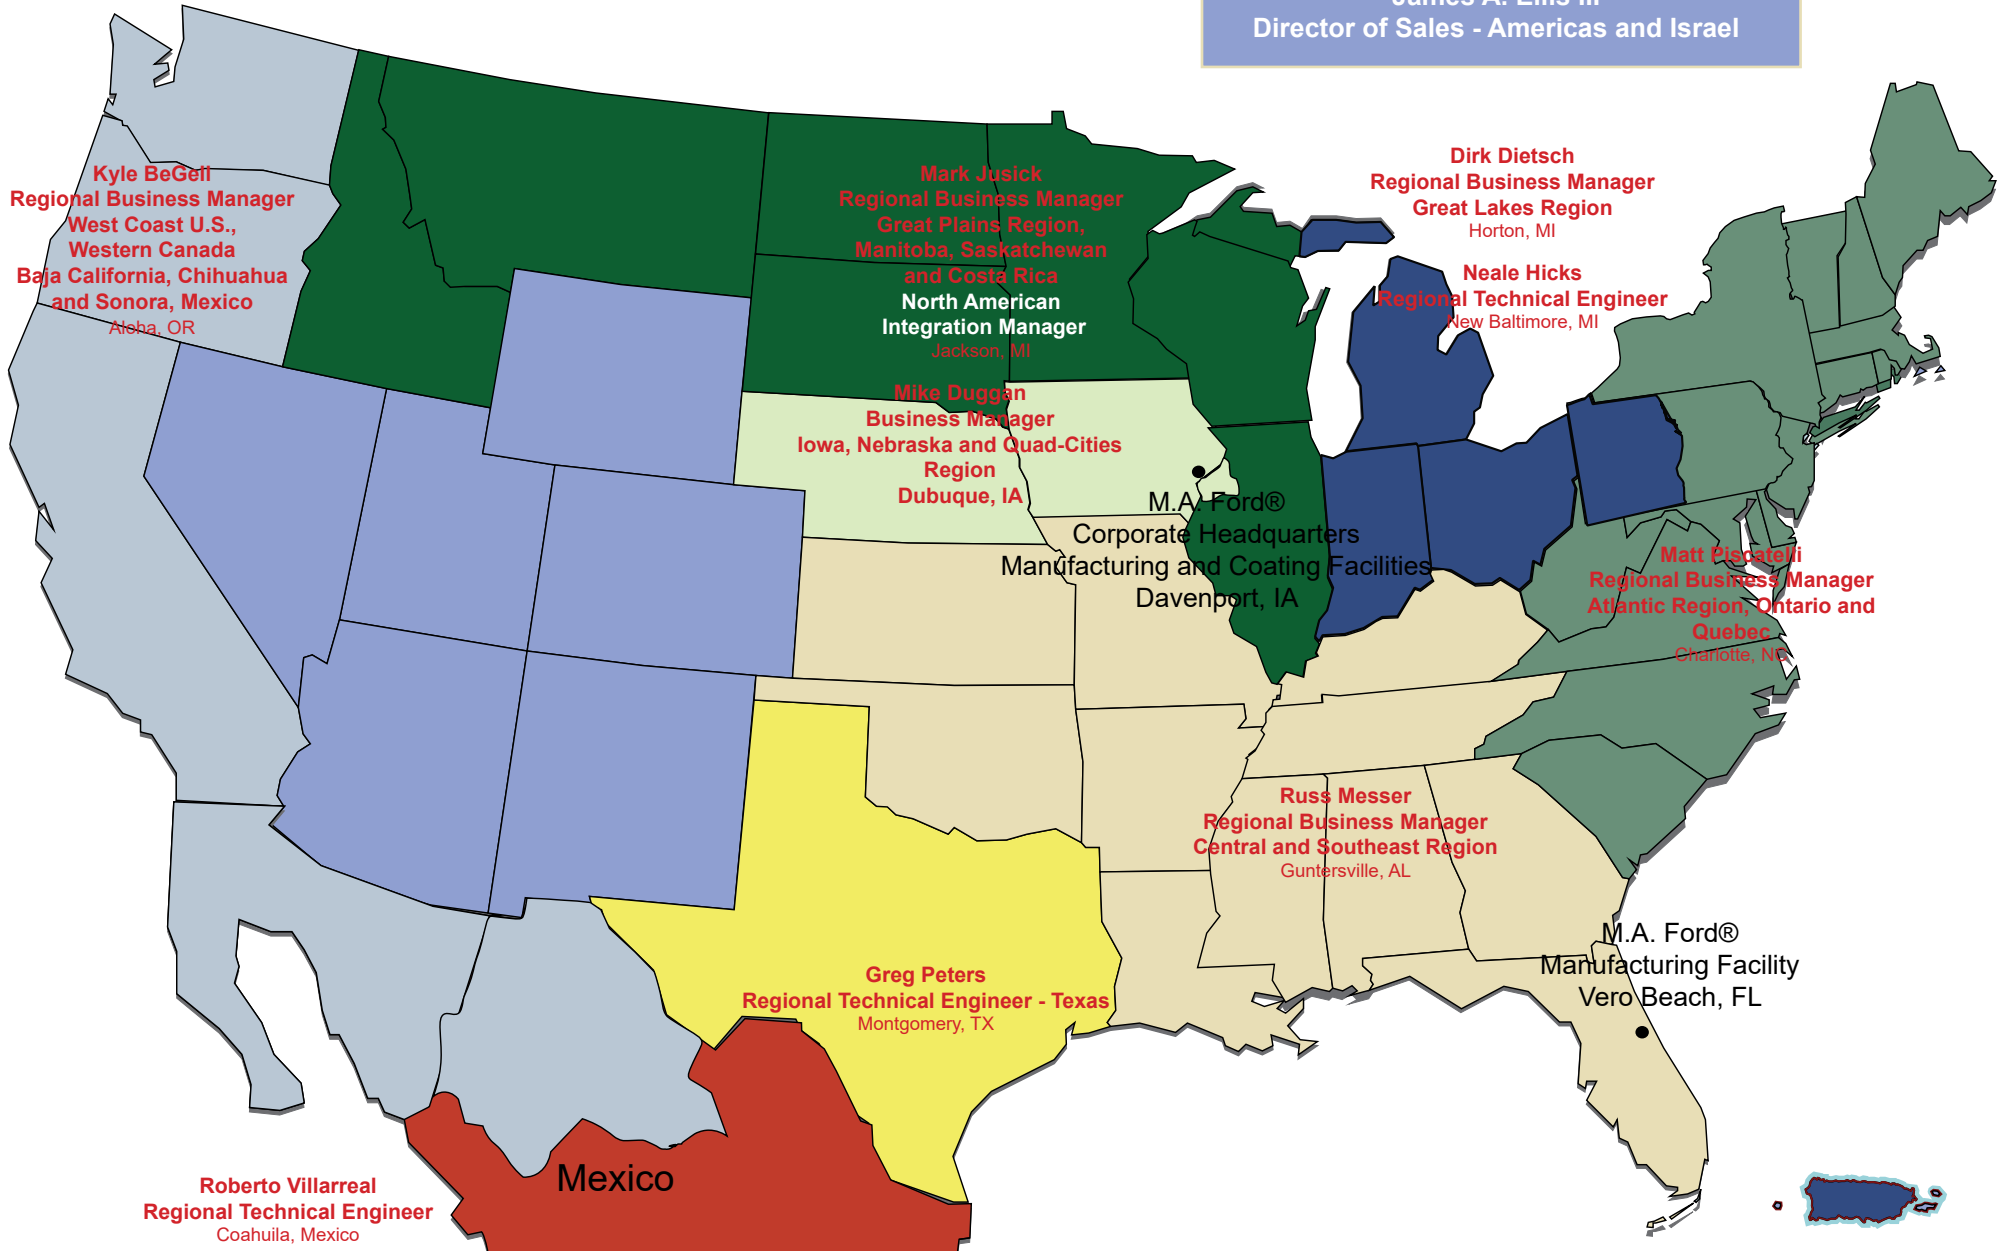 James A. Ellis III
Director of Sales - Americas and Israel
Kyle BeGell
Regional Business Manager
West Coast U.S.,
Western Canada
Baja California, Chihuahua
and Sonora, Mexico
Aloha, OR
Mark Jusick
Regional Business Manager
Great Plains Region,
Manitoba, Saskatchewan
and Costa Rica
North American
Integration Manager
Jackson, MI
Mike Duggan
Business Manager
Iowa, Nebraska and Quad-Cities
Region
Dubuque, IA
Dirk Dietsch
Regional Business Manager
Great Lakes Region
Horton, MI
Neale Hicks
Regional Technical Engineer
New Baltimore, MI
M.A. Ford®
Corporate Headquarters
Manufacturing and Coating Facilities
Davenport, IA
Matt Piscatelli
Regional Business Manager
Atlantic Region, Ontario and
Quebec
Charlotte, NC
Russ Messer
Regional Business Manager
Central and Southeast Region
Guntersville, AL
M.A. Ford®
Manufacturing Facility
Vero Beach, FL
Greg Peters
Regional Technical Engineer - Texas
Montgomery, TX
Mexico
Roberto Villarreal
Regional Technical Engineer
Coahuila, Mexico